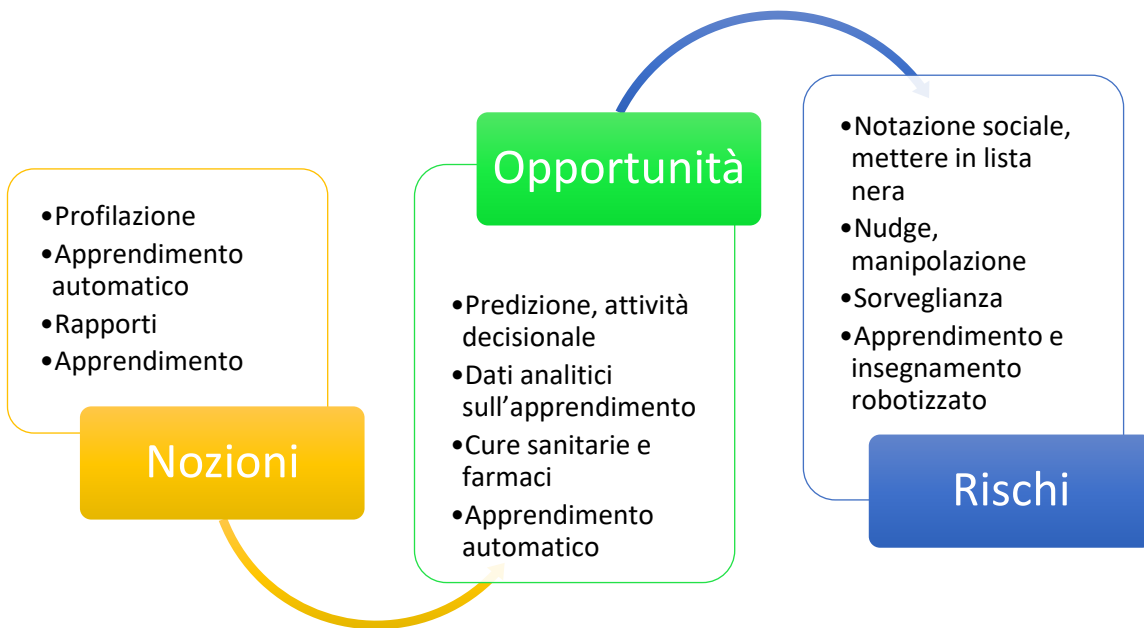 •Profilazione
•Apprendimento
automatico
•Rapporti
•Apprendimento
Nozioni
Opportunità
•Predizione, attività
decisionale
•Dati analitici
sull’apprendimento
•Cure sanitarie e
farmaci
•Apprendimento
automatico
•Notazione sociale,
mettere in lista
nera
•Nudge,
manipolazione
•Sorveglianza
•Apprendimento e
insegnamento
robotizzato
Rischi